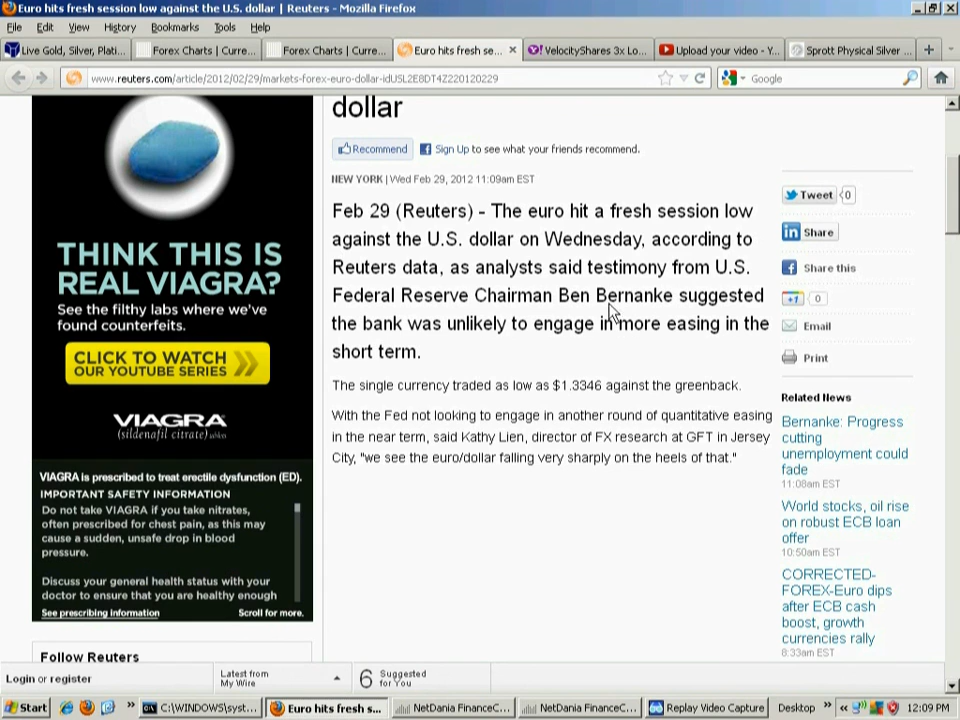 Euro hits fresh session low against the U.S. dollar | Reuters - Mozilla Firefox
File Edit View History Bookmarks Tools Help
Live Gold, Silver, Plati... Forex Charts | Curre... Forex Charts | Curre... Euro hits fresh se... VelocityShares 3x Lo... Upload your video - Y... Sprott Physical Silver ...
www.reuters.com/article/2012/02/29/markets-forex-euro-dollar-idUSL2E8DT4Z220120229 Google
dollar
Recommend Sign Up to see what your friends recommend.
NEW YORK | Wed Feb 29, 2012 11:09am EST
Feb 29 (Reuters) - The euro hit a fresh session low
against the U.S. dollar on Wednesday, according to
Reuters data, as analysts said testimony from U.S.
Federal Reserve Chairman Ben Bernanke suggested
the bank was unlikely to engage in more easing in the
short term.
The single currency traded as low as $1.3346 against the greenback.
With the Fed not looking to engage in another round of quantitative easing
in the near term, said Kathy Lien, director of FX research at GFT in Jersey
City, "we see the euro/dollar falling very sharply on the heels of that."
THINK THIS IS
REAL VIAGRA?
See the filthy labs where we've
found counterfeits.
CLICK TO WATCH
OUR YOUTUBE SERIES
VIAGRA
(sildenafil citrate)
VIAGRA is prescribed to treat erectile dysfunction (ED).
IMPORTANT SAFETY INFORMATION
Do not take VIAGRA if you take nitrates,
often prescribed for chest pain, as this may
cause a sudden, unsafe drop in blood
pressure.
Discuss your general health status with your
doctor to ensure that you are healthy enough
See prescribing information Scroll for more.
Follow Reuters
Tweet 0
Share
Share this
+1 0
Email
Print
Related News
Bernanke: Progress
cutting
unemployment could
fade
11:08am EST
World stocks, oil rise
on robust ECB loan
offer
10:50am EST
CORRECTED-
FOREX-Euro dips
after ECB cash
boost, growth
currencies rally
8:33am EST
Login or register Latest from
My Wire 6 Suggested
for You
Start C:\WINDOWS\syst... Euro hits fresh s... NetDania FinanceC... NetDania FinanceC... Replay Video Capture Desktop 12:09 PM